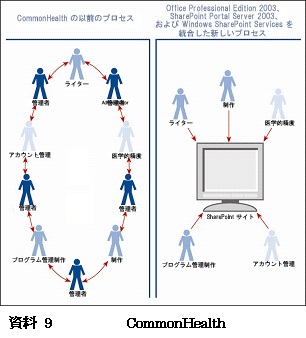 CommonHealth の以前のプロセス
ライター
管理者
アカウント管理
医学的精度
管理者
管理者
プログラム管理制作
制作
管理者
Office Professional Edition 2003、
SharePoint Portal Server 2003、
および Windows SharePoint Services を
統合した新しいプロセス
制作
ライター
医学的精度
SharePoint サイト
プログラム管理制作
アカウント管理
資料 9 CommonHealth